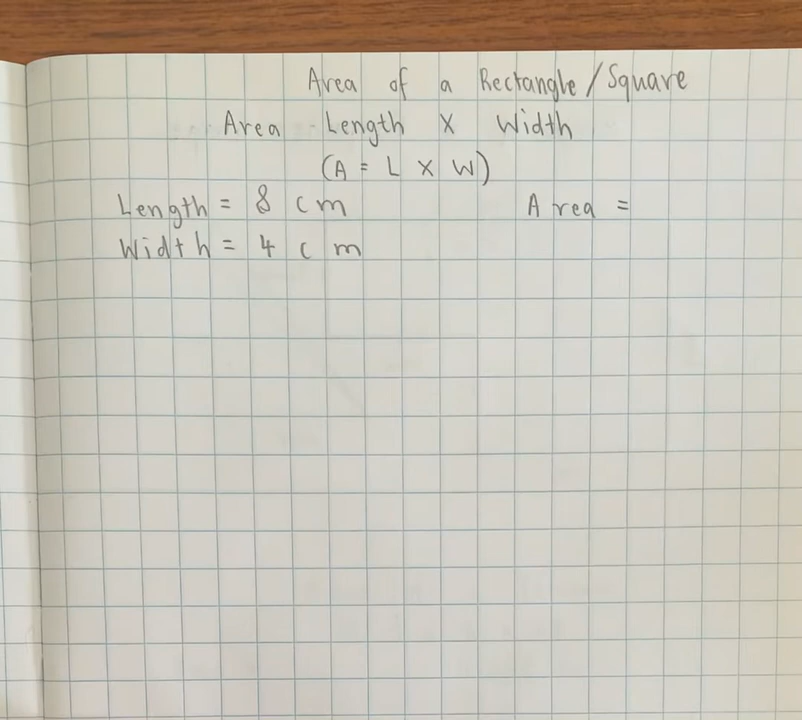 Area of a Rectangle/Square
Area Length X Width
(A = L X W)
Length = 8 cm Area =
Width = 4 cm